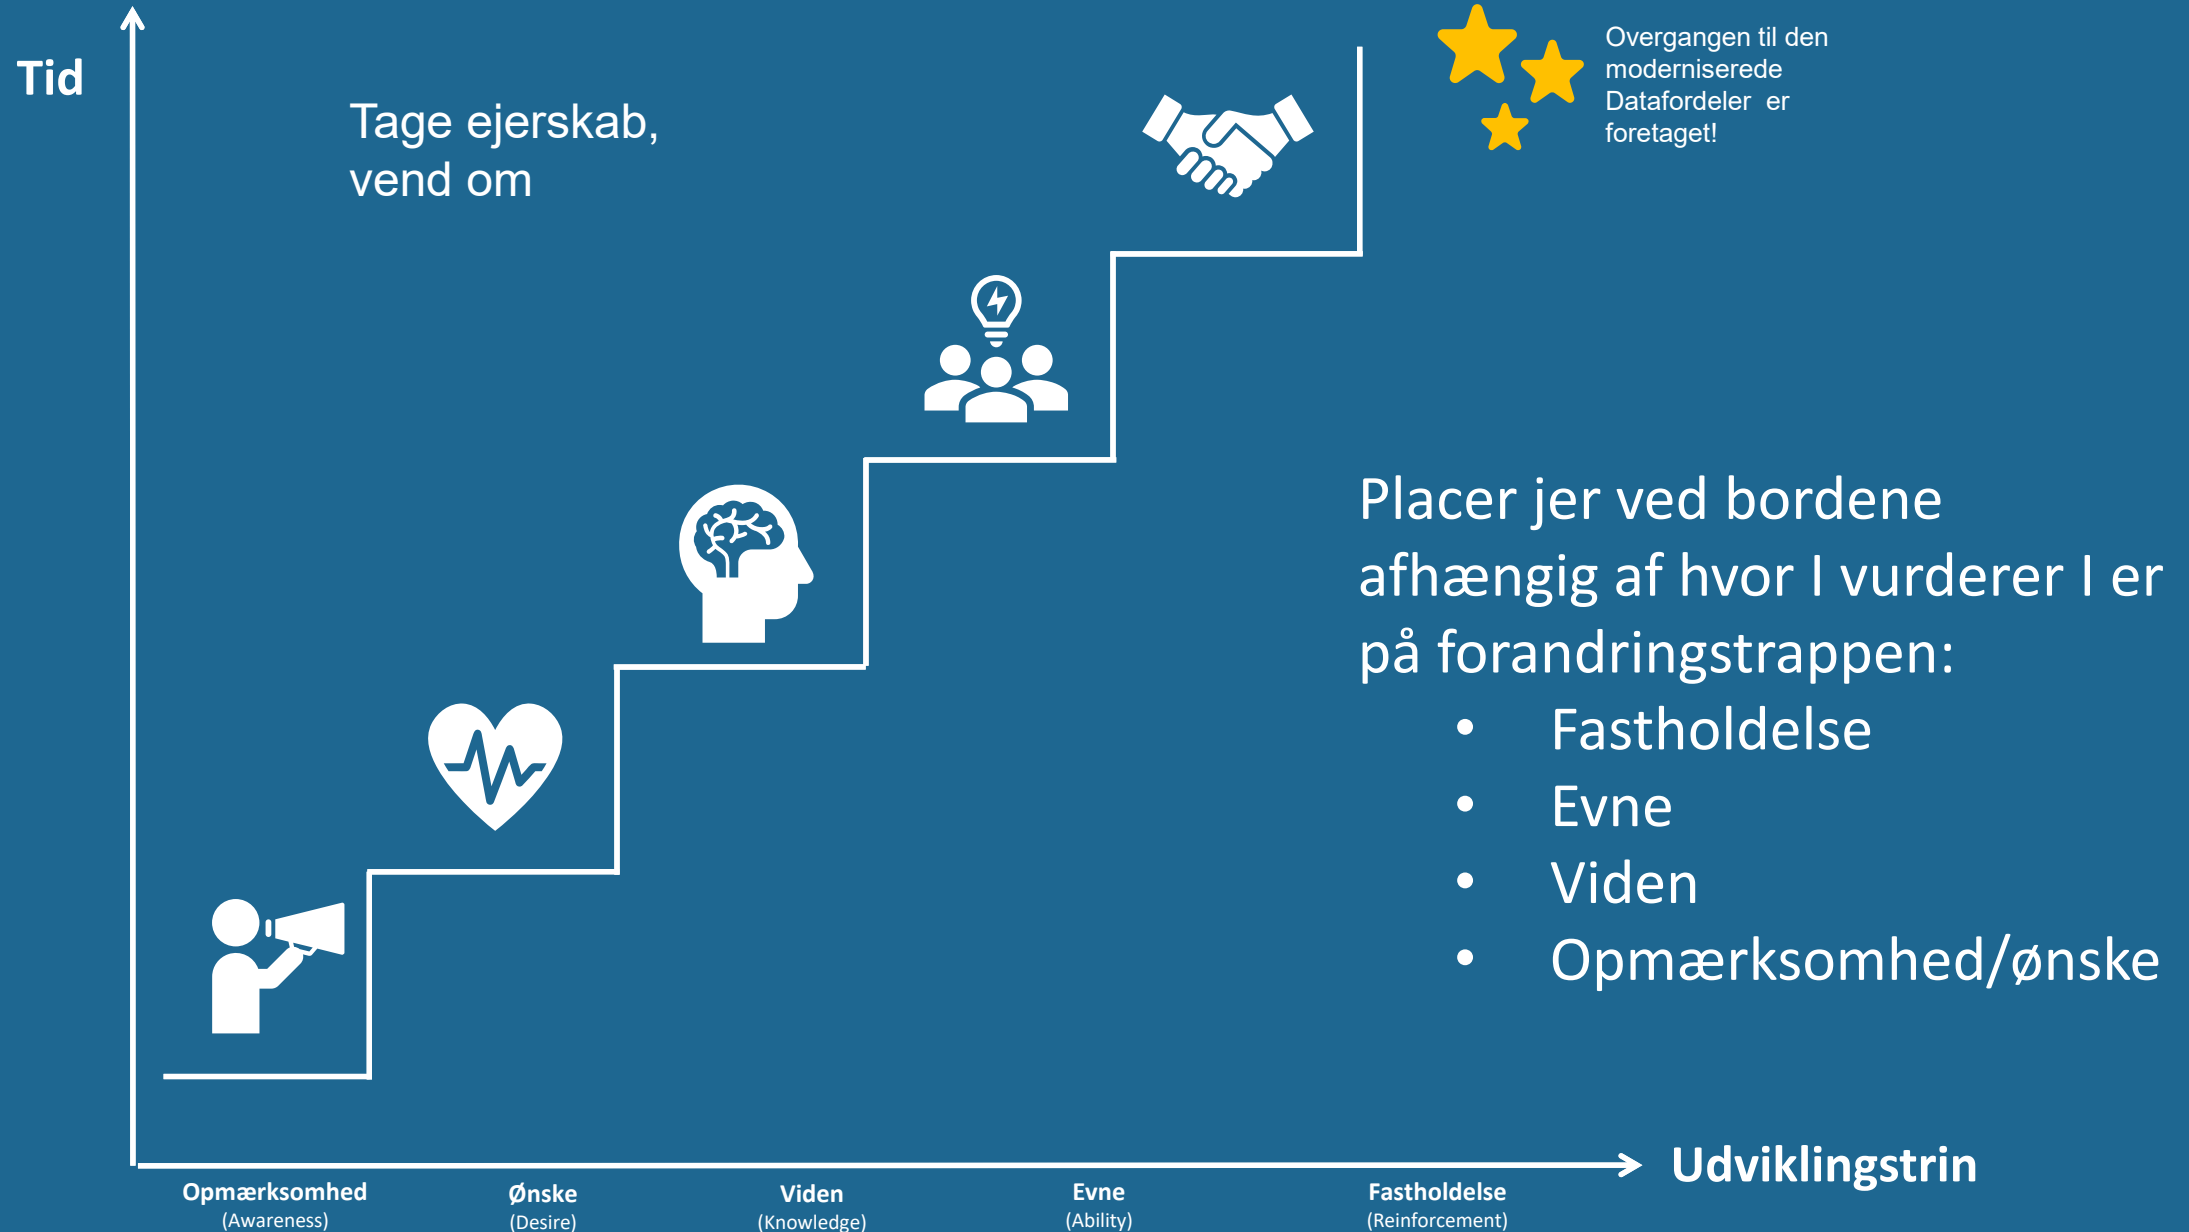 Tid
Tage ejerskab,
vend om
Overgangen til den
moderniserede
Datafordeler er
foretaget!
Placer jer ved bordene
afhængig af hvor I vurderer I er
på forandringstrappen:
• Fastholdelse
• Evne
• Viden
• Opmærksomhed/ønske
Udviklingstrin
Opmærksomhed
(Awareness)
Ønske
(Desire)
Viden
(Knowledge)
Evne
(Ability)
Fastholdelse
(Reinforcement)